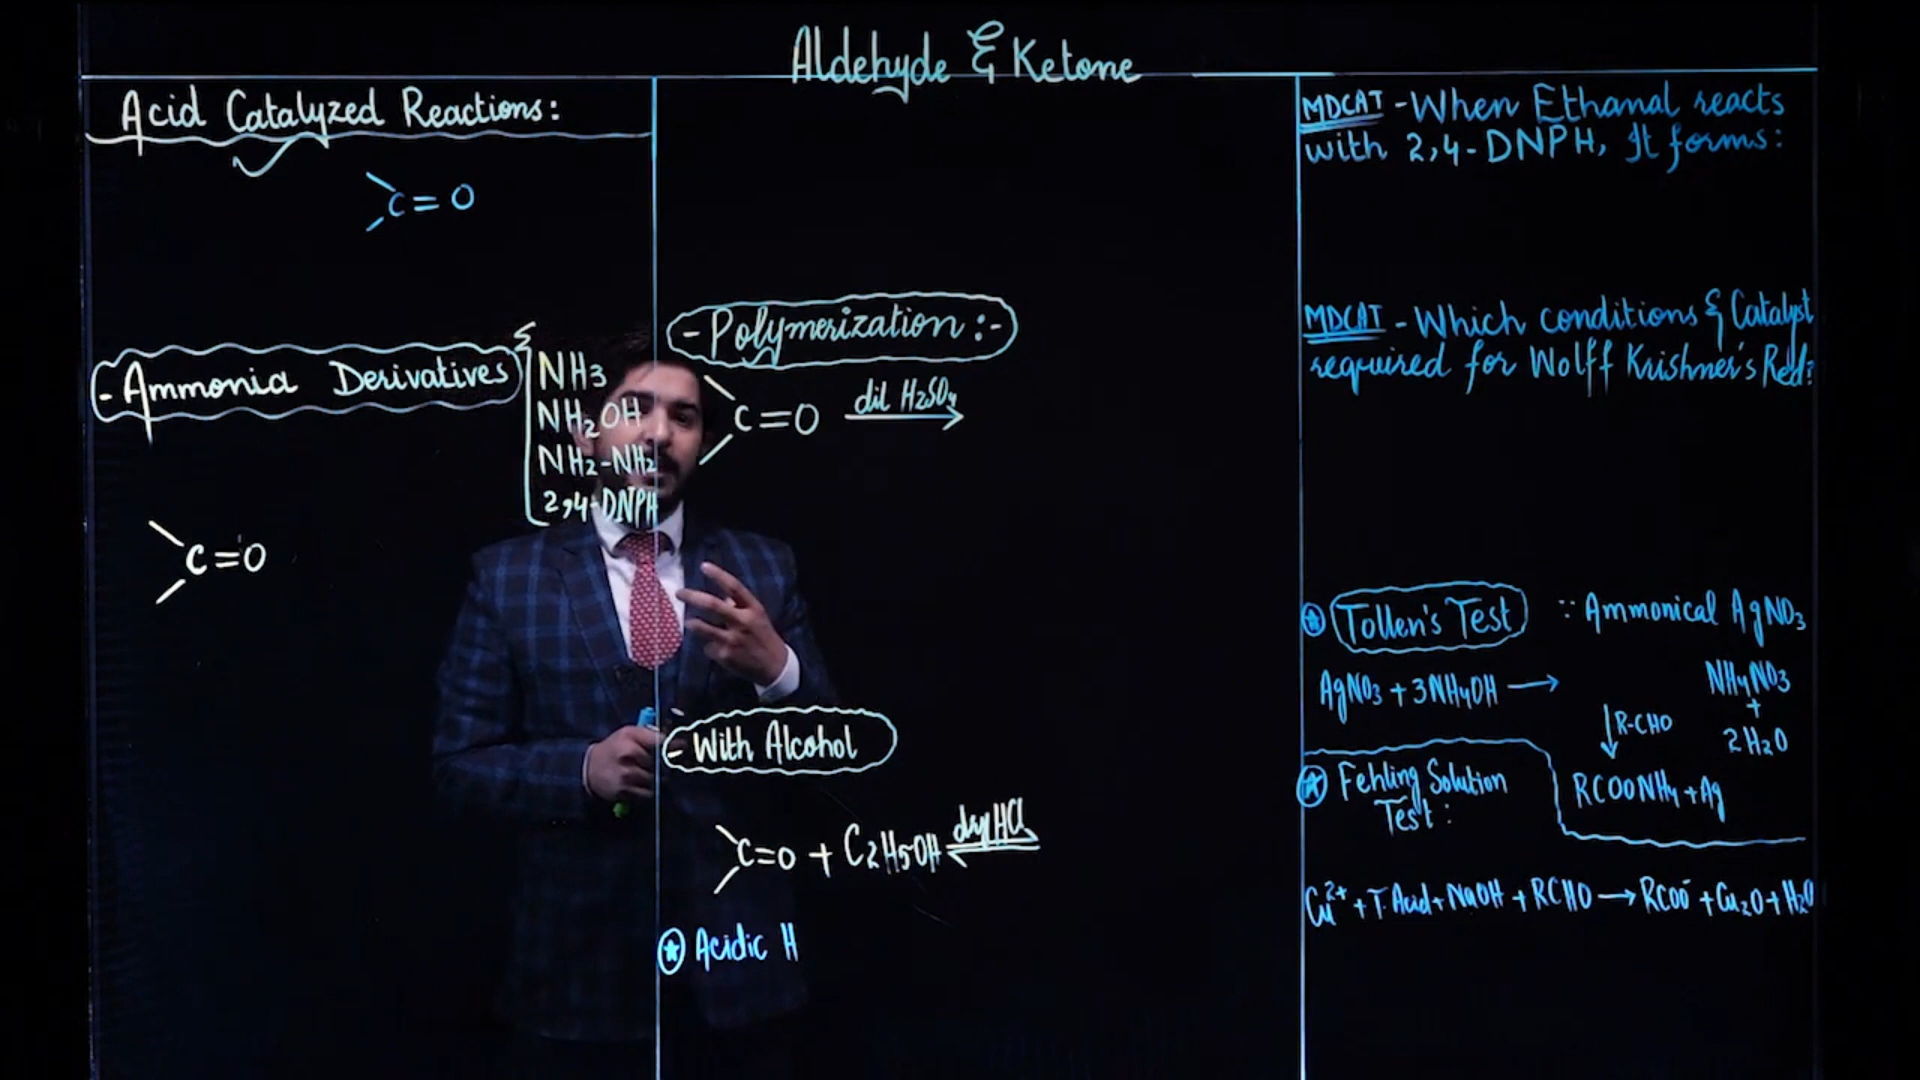 Aldehyde & Ketone
Acid Catalyzed Reactions:
C=O
-Ammonia Derivatives
NH3
NH2OH
NH2-NH2
2,4-DNPH
C=O
-Polymerization:-
C=O dil H2SO4
-With Alcohol
C=O + C2H5OH dry HCl
Acidic H
MDCAT -When Ethanal reacts
with 2,4-DNPH, It forms:
MDCAT -Which conditions & Catalyst
required for Wolff Krishner's Red?
Tollen's Test ∵ Ammonical AgNO3
AgNO3 + 3NH4OH → NH4NO3
+
2H2O
↓R-CHO
RCOONH4 + Ag
Fehling Solution
Test:
Cu2+ + T.Acid + NaOH + RCHO → RCOO- + Cu2O + H2O